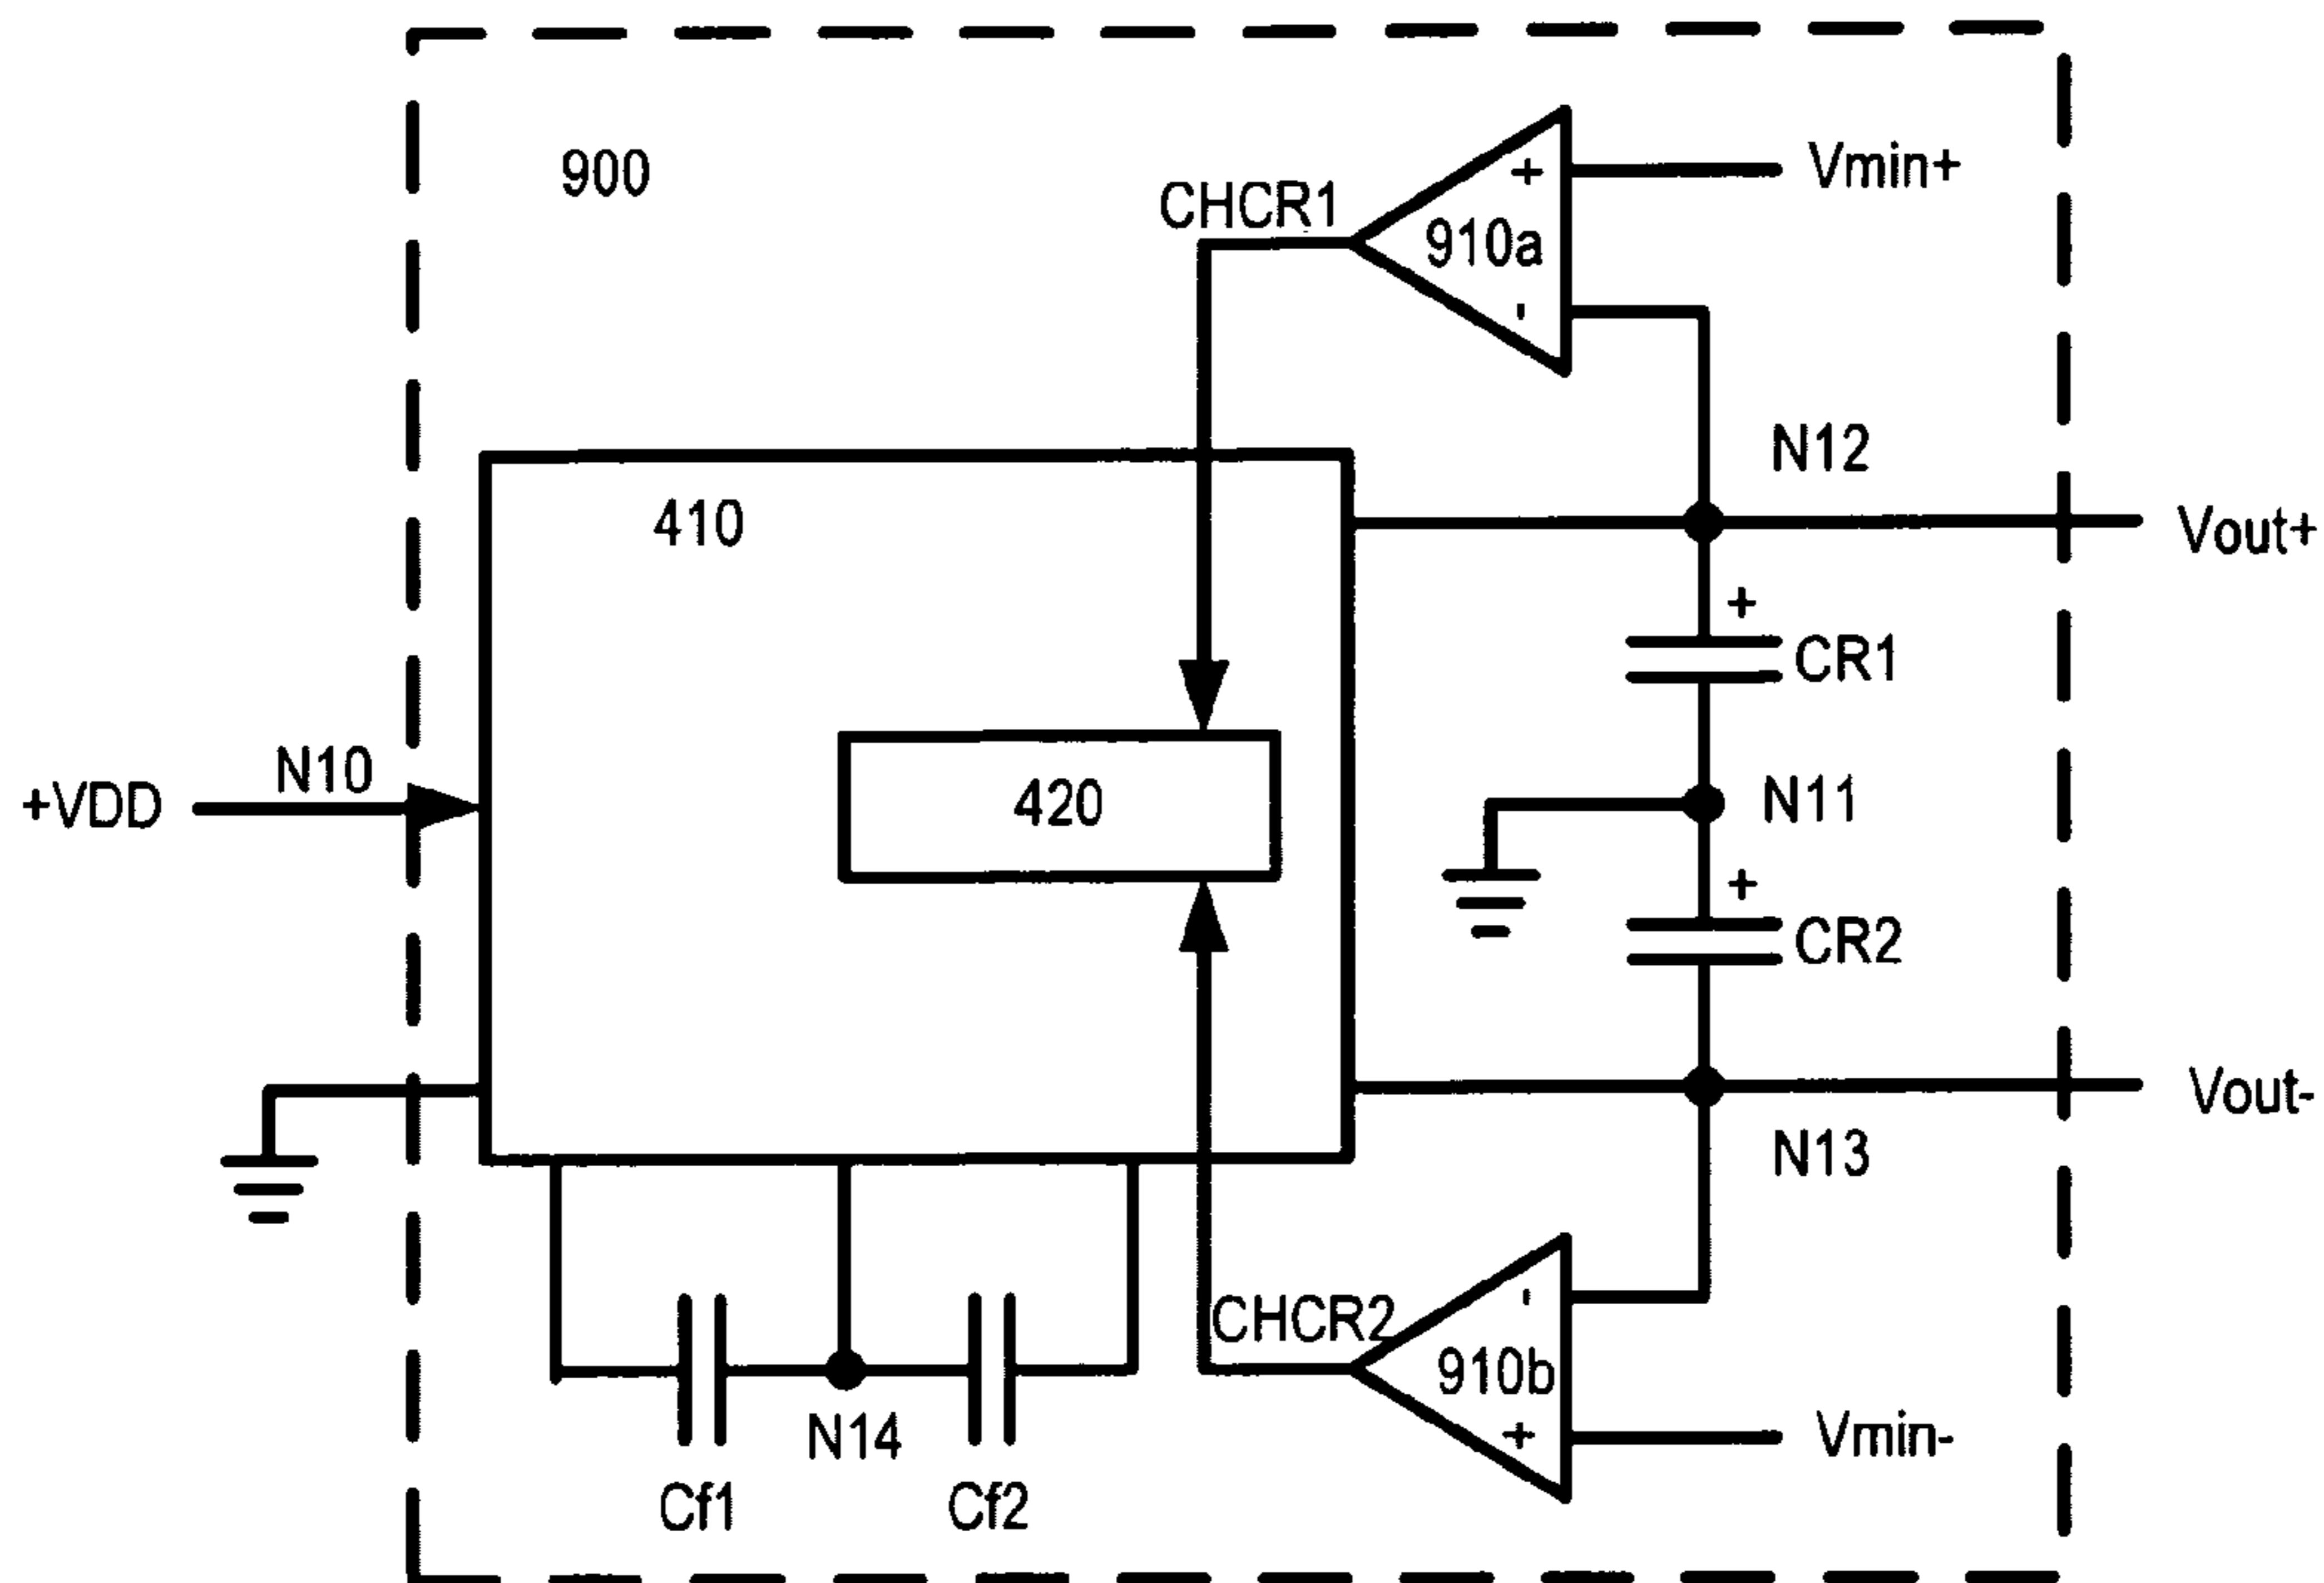 900
Vmin+
+
CHCR1
910a
-
N12
410
Vout+
+
CR1
N10
+VDD
420
N11
+
CR2
Vout-
N13
-
CHCR2
910b
+
Vmin-
N14
Cf1
Cf2